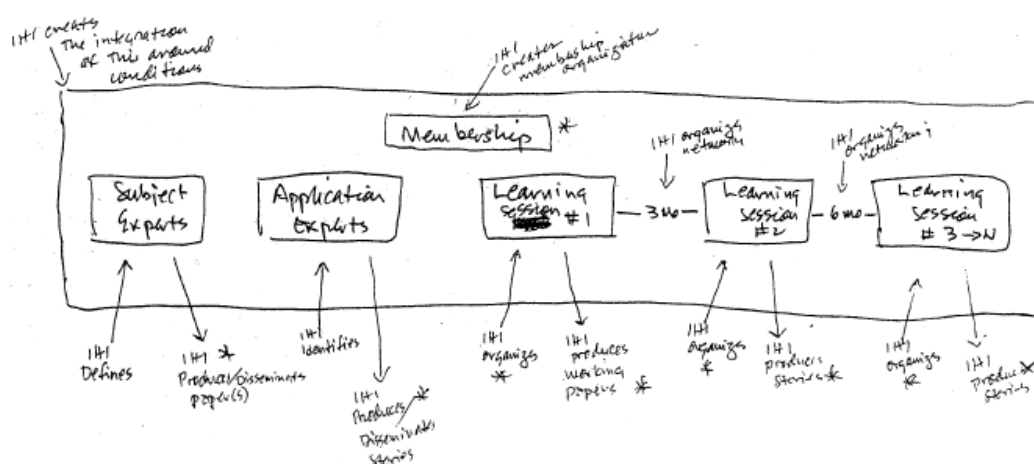 IHI creates
The integration
of this around
conditions
IHI
creates
membership
organization
Membership *
IHI organizes
network
IHI
organizes
network
Subject
Experts
Application
Experts
Learning
session #1
3 mo
Learning
session
#2
6 mo
Learning
session
# 3 → N
IHI
Defines
IHI *
Produces/Disseminates
paper(s)
IHI
Identifies
IHI
Produces *
Disseminates
stories
IHI
organizes
*
IHI
produces
working
papers *
IHI
organizes
*
IHI
produces
stories *
IHI
organizes
*
IHI *
produces
stories